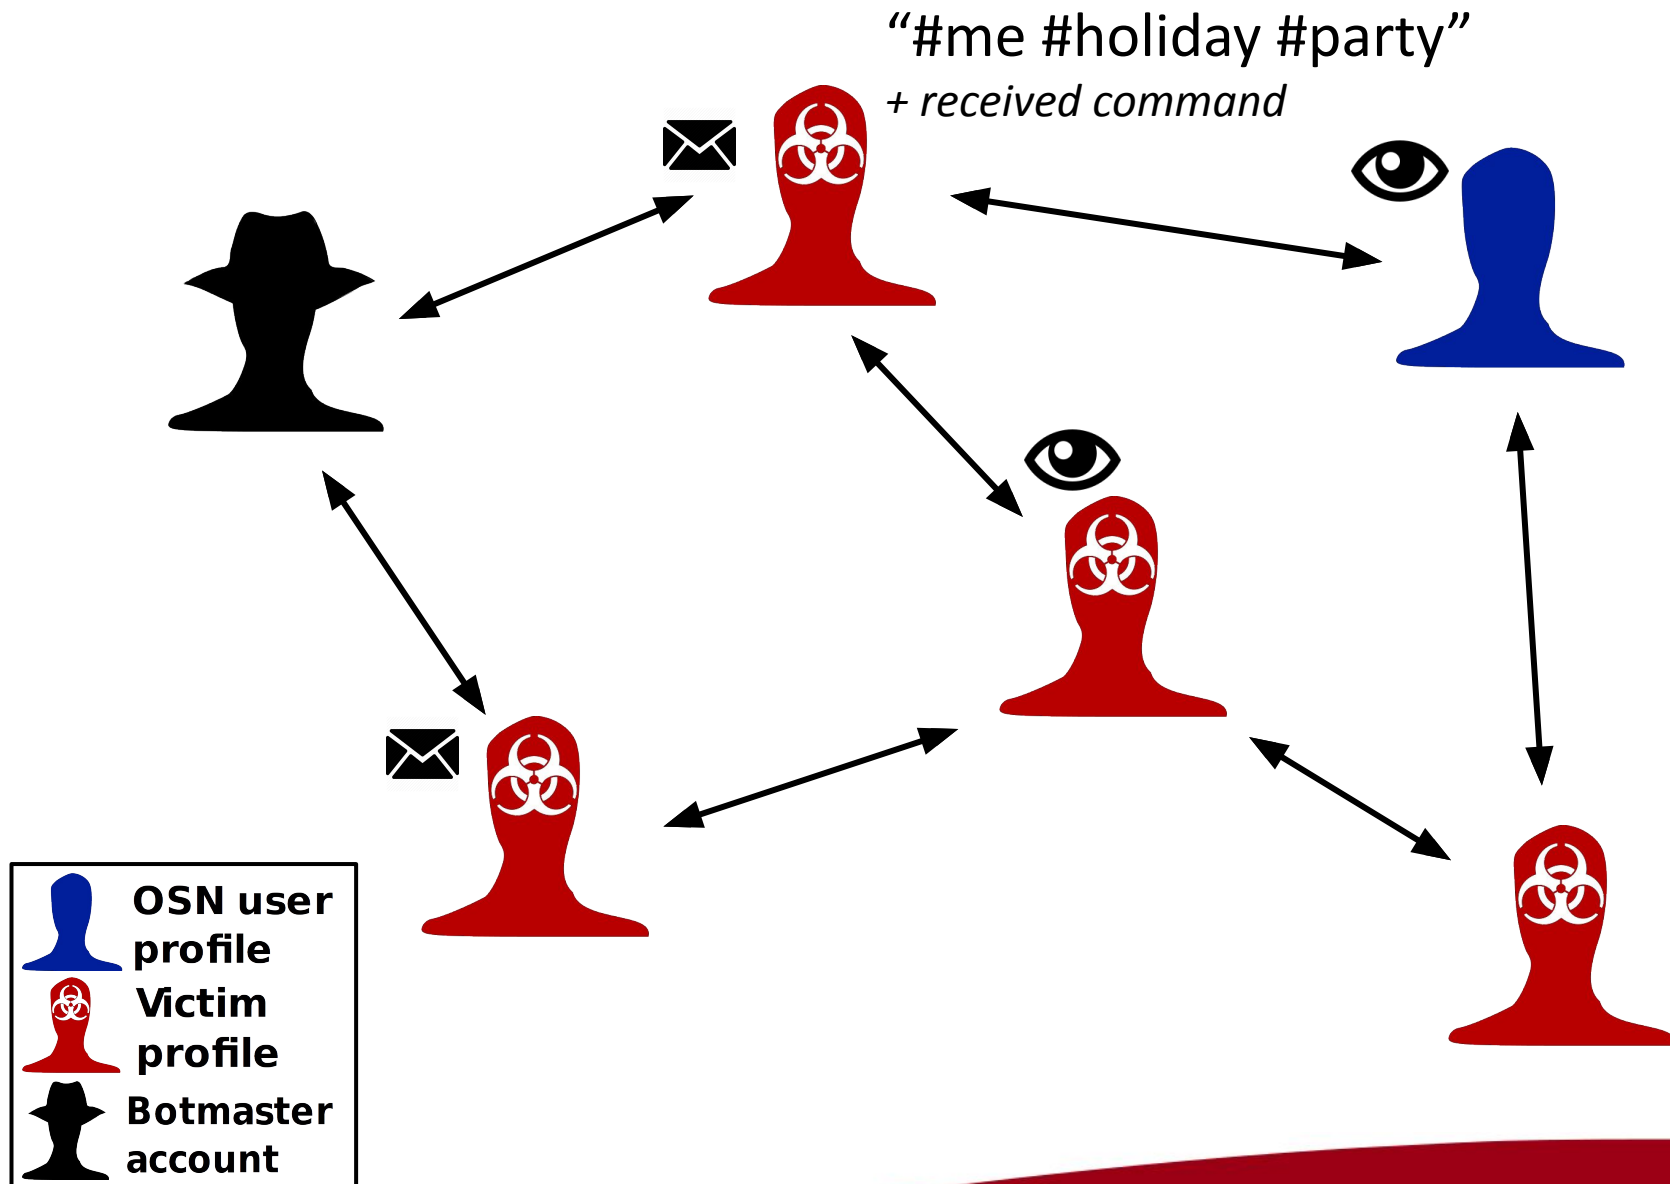 “#me #holiday #party”
+ received command
OSN user
profile
Victim
profile
Botmaster
account